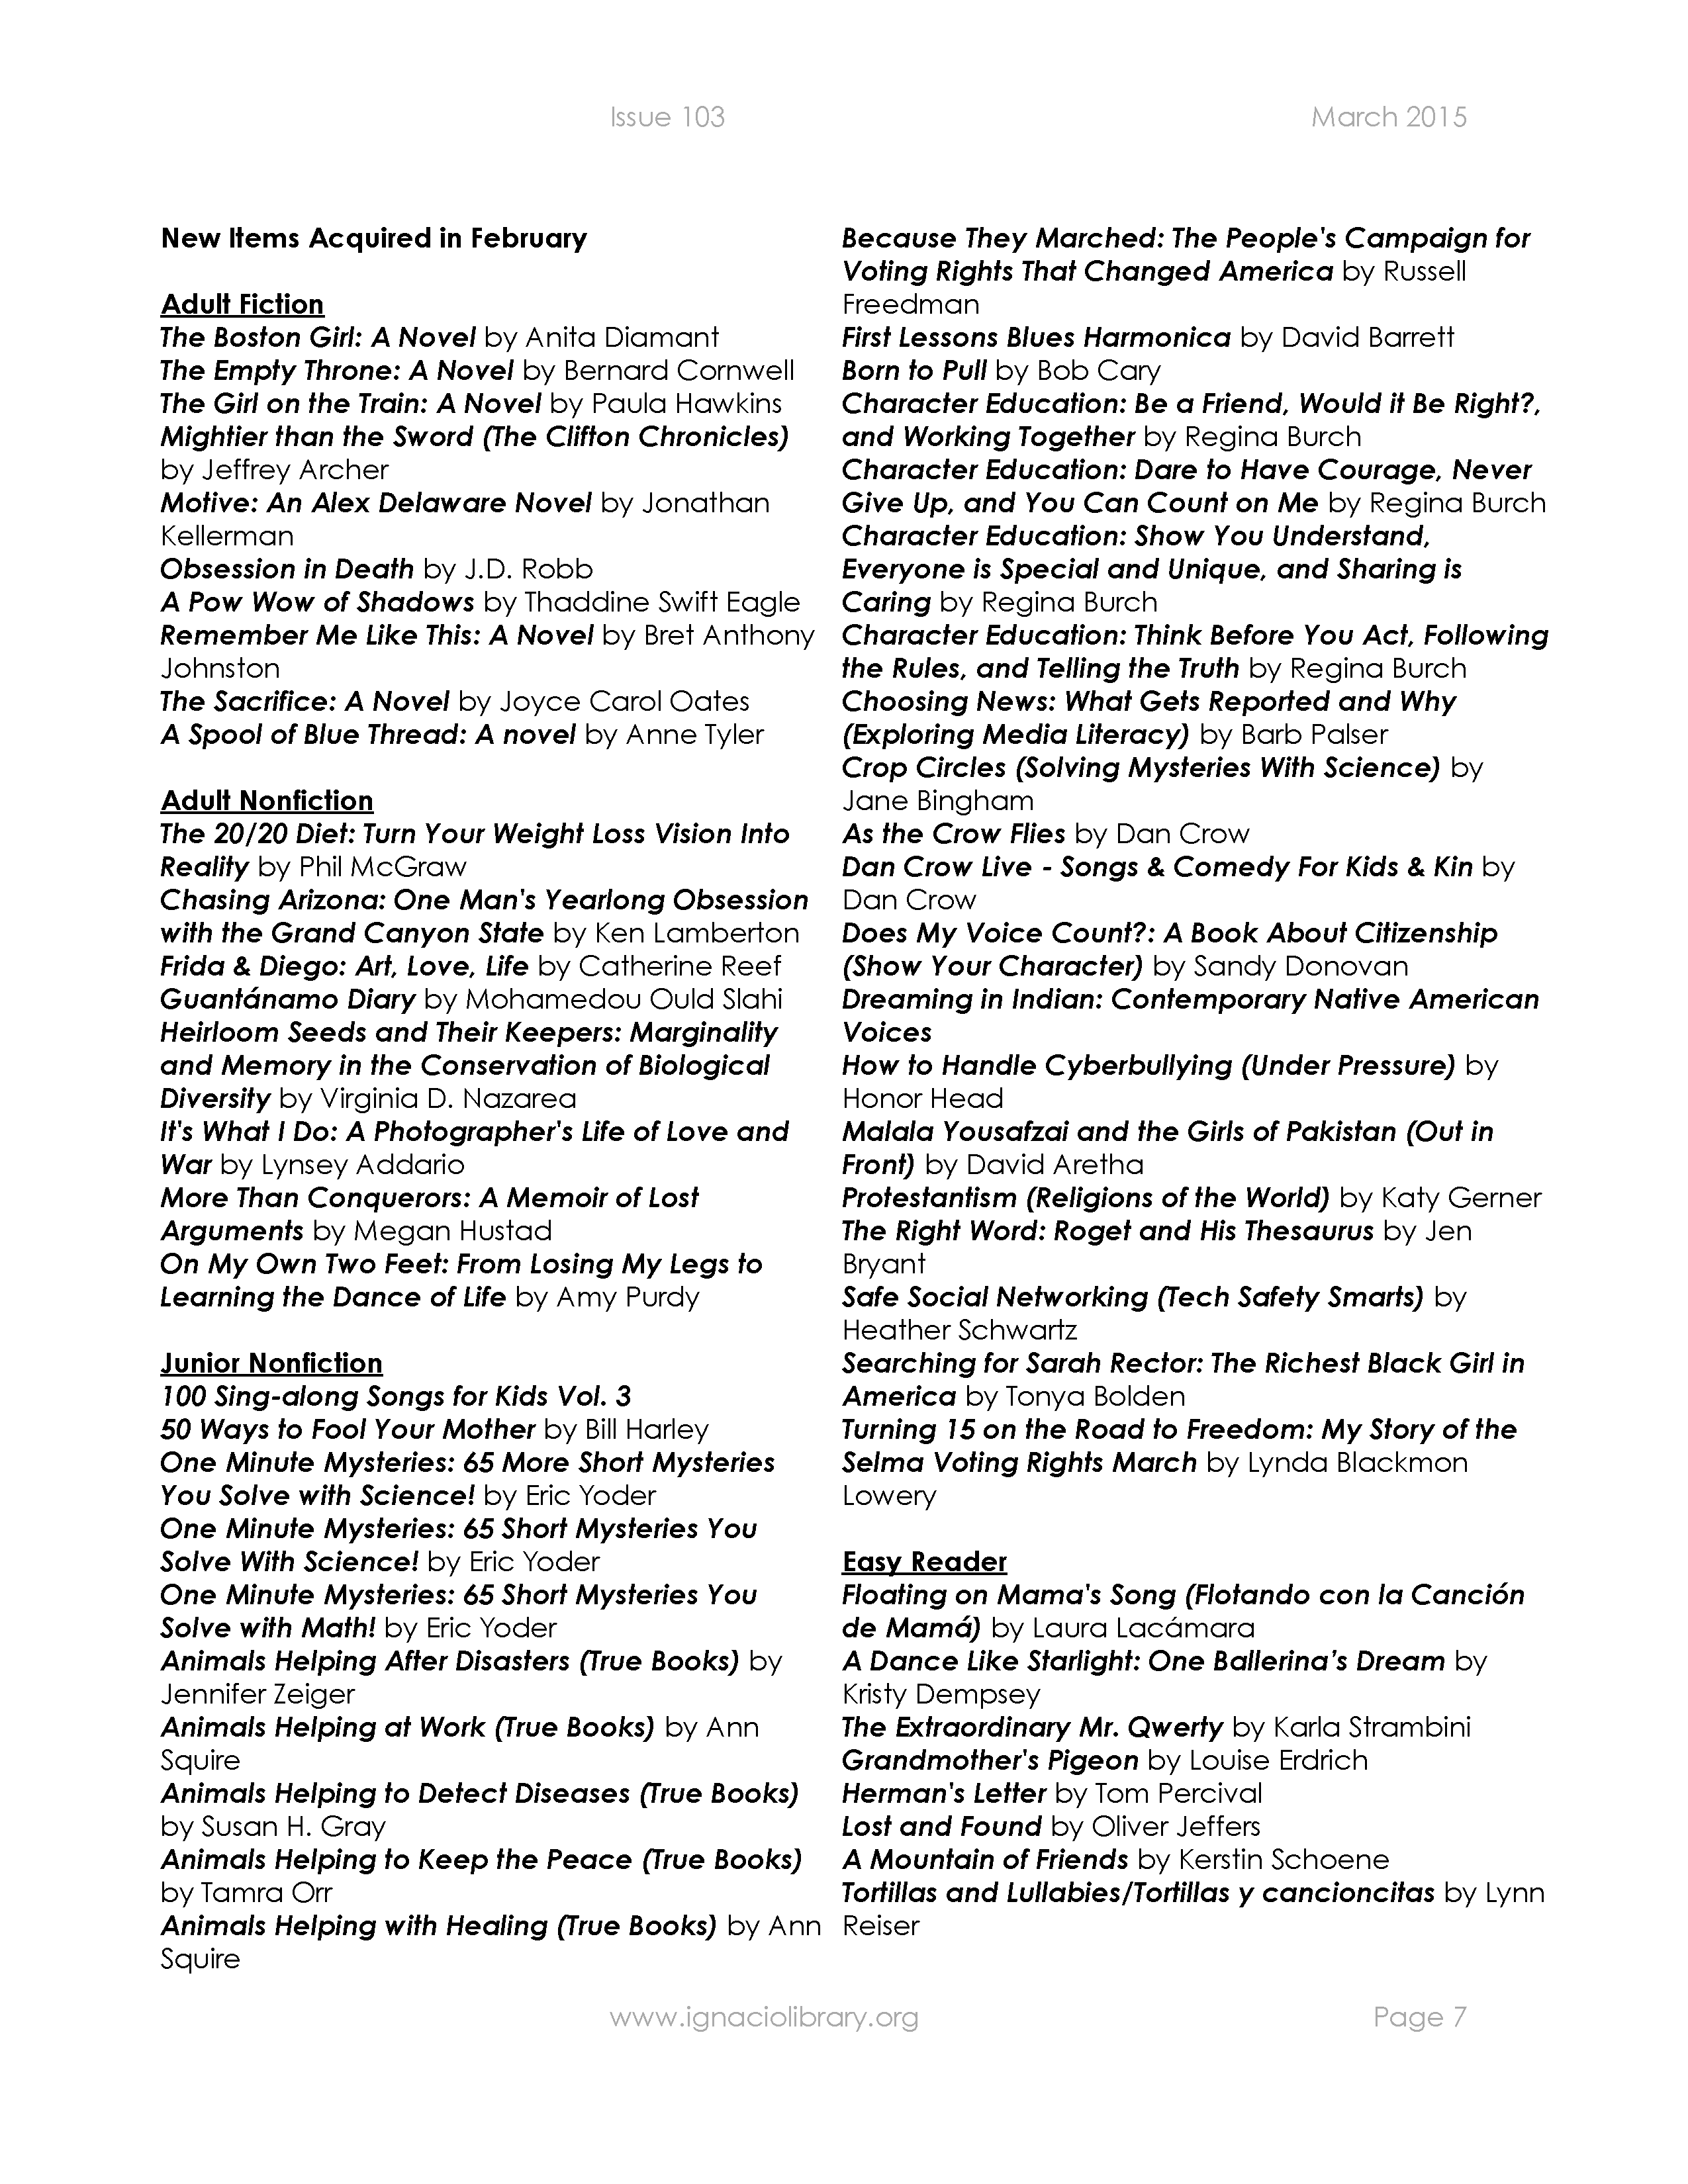 Issue 103
March 2015
New Items Acquired in February
Adult Fiction
The Boston Girl: A Novel by Anita Diamant
The Empty Throne: A Novel by Bernard Cornwell
The Girl on the Train: A Novel by Paula Hawkins
Mightier than the Sword (The Clifton Chronicles)
by Jeffrey Archer
Motive: An Alex Delaware Novel by Jonathan
Kellerman
Obsession in Death by J.D. Robb
A Pow Wow of Shadows by Thaddine Swift Eagle
Remember Me Like This: A Novel by Bret Anthony
Johnston
The Sacrifice: A Novel by Joyce Carol Oates
A Spool of Blue Thread: A novel by Anne Tyler
Adult Nonfiction
The 20/20 Diet: Turn Your Weight Loss Vision Into
Reality by Phil McGraw
Chasing Arizona: One Man's Yearlong Obsession
with the Grand Canyon State by Ken Lamberton
Frida & Diego: Art, Love, Life by Catherine Reef
Guantánamo Diary by Mohamedou Ould Slahi
Heirloom Seeds and Their Keepers: Marginality
and Memory in the Conservation of Biological
Diversity by Virginia D. Nazarea
It's What I Do: A Photographer's Life of Love and
War by Lynsey Addario
More Than Conquerors: A Memoir of Lost
Arguments by Megan Hustad
On My Own Two Feet: From Losing My Legs to
Learning the Dance of Life by Amy Purdy
Junior Nonfiction
100 Sing-along Songs for Kids Vol. 3
50 Ways to Fool Your Mother by Bill Harley
One Minute Mysteries: 65 More Short Mysteries
You Solve with Science! by Eric Yoder
One Minute Mysteries: 65 Short Mysteries You
Solve With Science! by Eric Yoder
One Minute Mysteries: 65 Short Mysteries You
Solve with Math! by Eric Yoder
Animals Helping After Disasters (True Books) by
Jennifer Zeiger
Animals Helping at Work (True Books) by Ann
Squire
Animals Helping to Detect Diseases (True Books)
by Susan H. Gray
Animals Helping to Keep the Peace (True Books)
by Tamra Orr
Animals Helping with Healing (True Books) by Ann
Squire
Because They Marched: The People's Campaign for
Voting Rights That Changed America by Russell
Freedman
First Lessons Blues Harmonica by David Barrett
Born to Pull by Bob Cary
Character Education: Be a Friend, Would it Be Right?,
and Working Together by Regina Burch
Character Education: Dare to Have Courage, Never
Give Up, and You Can Count on Me by Regina Burch
Character Education: Show You Understand,
Everyone is Special and Unique, and Sharing is
Caring by Regina Burch
Character Education: Think Before You Act, Following
the Rules, and Telling the Truth by Regina Burch
Choosing News: What Gets Reported and Why
(Exploring Media Literacy) by Barb Palser
Crop Circles (Solving Mysteries With Science) by
Jane Bingham
As the Crow Flies by Dan Crow
Dan Crow Live - Songs & Comedy For Kids & Kin by
Dan Crow
Does My Voice Count?: A Book About Citizenship
(Show Your Character) by Sandy Donovan
Dreaming in Indian: Contemporary Native American
Voices
How to Handle Cyberbullying (Under Pressure) by
Honor Head
Malala Yousafzai and the Girls of Pakistan (Out in
Front) by David Aretha
Protestantism (Religions of the World) by Katy Gerner
The Right Word: Roget and His Thesaurus by Jen
Bryant
Safe Social Networking (Tech Safety Smarts) by
Heather Schwartz
Searching for Sarah Rector: The Richest Black Girl in
America by Tonya Bolden
Turning 15 on the Road to Freedom: My Story of the
Selma Voting Rights March by Lynda Blackmon
Lowery
Easy Reader
Floating on Mama's Song (Flotando con la Canción
de Mamá) by Laura Lacámara
A Dance Like Starlight: One Ballerina’s Dream by
Kristy Dempsey
The Extraordinary Mr. Qwerty by Karla Strambini
Grandmother's Pigeon by Louise Erdrich
Herman's Letter by Tom Percival
Lost and Found by Oliver Jeffers
A Mountain of Friends by Kerstin Schoene
Tortillas and Lullabies/Tortillas y cancioncitas by Lynn
Reiser
www.ignaciolibrary.org
Page 7